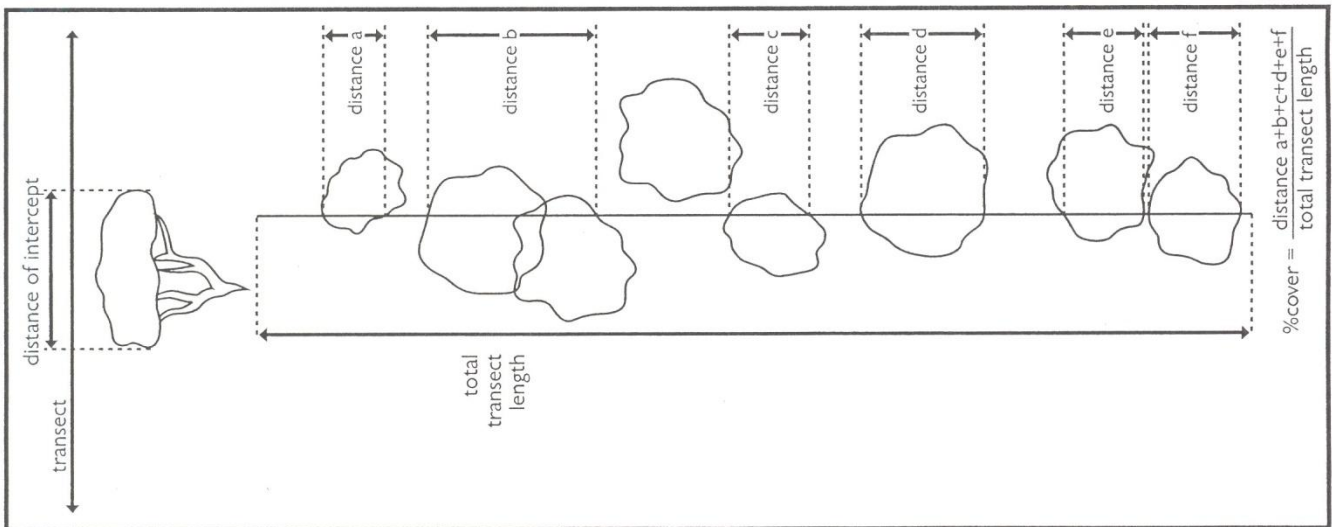 transect
distance of intercept
total
transect
length
distance a
distance b
distance c
distance d
distance e
distance f
%cover = distance a+b+c+d+e+f
total transect length